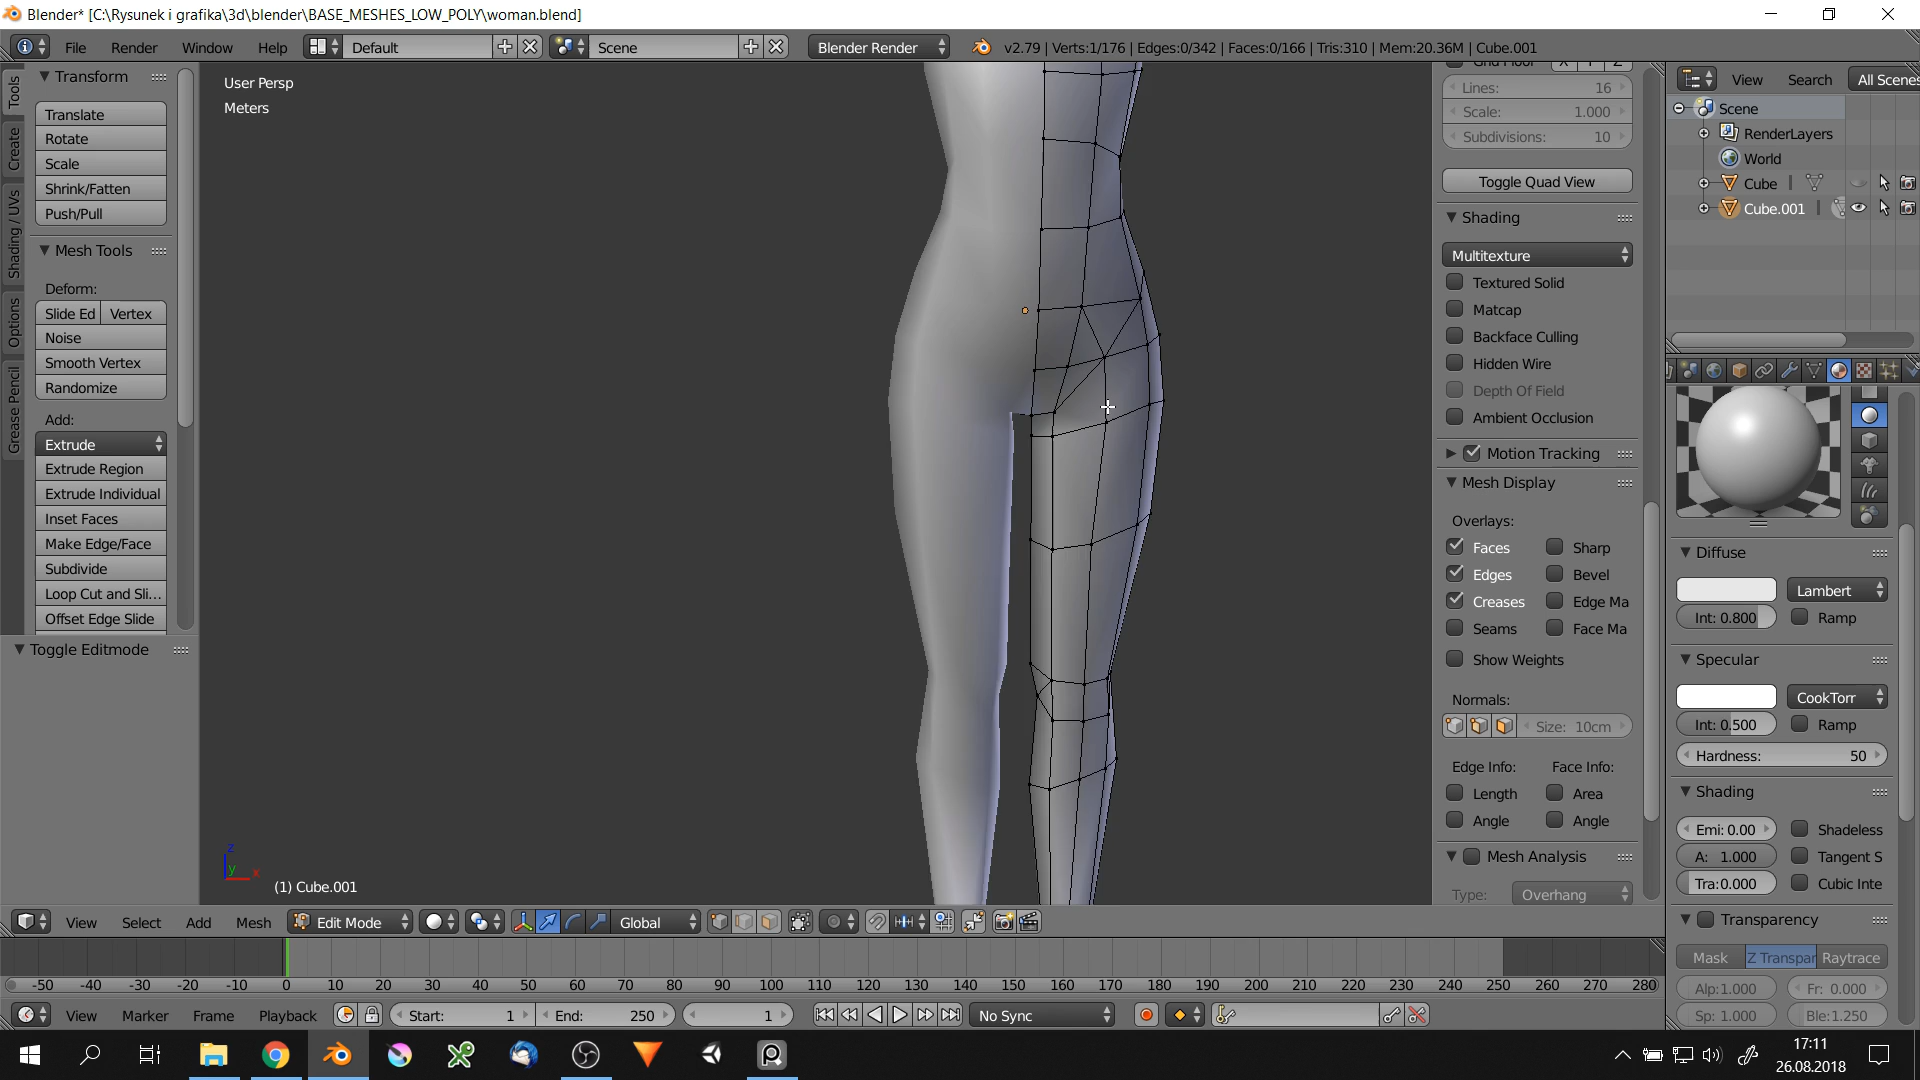 Blender* [C:\Rysunek i grafika\3d\blender\BASE_MESHES_LOW_POLY\woman.blend]
File Render Window Help Default Scene Blender Render v2.79 | Verts:1/176 | Edges:0/342 | Faces:0/166 | Tris:310 | Mem:20.36M | Cube.001
Tools
Create
Shading / UVs
Options
Grease Pencil
Transform
Translate
Rotate
Scale
Shrink/Fatten
Push/Pull
Mesh Tools
Deform:
Slide Ed Vertex
Noise
Smooth Vertex
Randomize
Add:
Extrude
Extrude Region
Extrude Individual
Inset Faces
Make Edge/Face
Subdivide
Loop Cut and Sli...
Offset Edge Slide
Toggle Editmode
User Persp
Meters
z
y
x
(1) Cube.001
Grid Floor X Y Z
Lines: 16
Scale: 1.000
Subdivisions: 10
Toggle Quad View
Shading
Multitexture
Textured Solid
Matcap
Backface Culling
Hidden Wire
Depth Of Field
Ambient Occlusion
Motion Tracking
Mesh Display
Overlays:
Faces Sharp
Edges Bevel
Creases Edge Ma
Seams Face Ma
Show Weights
Normals:
Size: 10cm
Edge Info: Face Info:
Length Area
Angle Angle
Mesh Analysis
Type: Overhang
View Search All Scenes
Scene
RenderLayers
World
Cube
Cube.001
Diffuse
Lambert
Int: 0.800 Ramp
Specular
CookTorr
Int: 0.500 Ramp
Hardness: 50
Shading
Emi: 0.00 Shadeless
A: 1.000 Tangent S
Tra:0.000 Cubic Inte
Transparency
Mask Z Transpar Raytrace
Alp:1.000 Fr: 0.000
Sp: 1.000 Ble:1.250
View Select Add Mesh Edit Mode Global
-50 -40 -30 -20 -10 0 10 20 30 40 50 60 70 80 90 100 110 120 130 140 150 160 170 180 190 200 210 220 230 240 250 260 270 280
View Marker Frame Playback Start: 1 End: 250 1 No Sync
17:11
26.08.2018